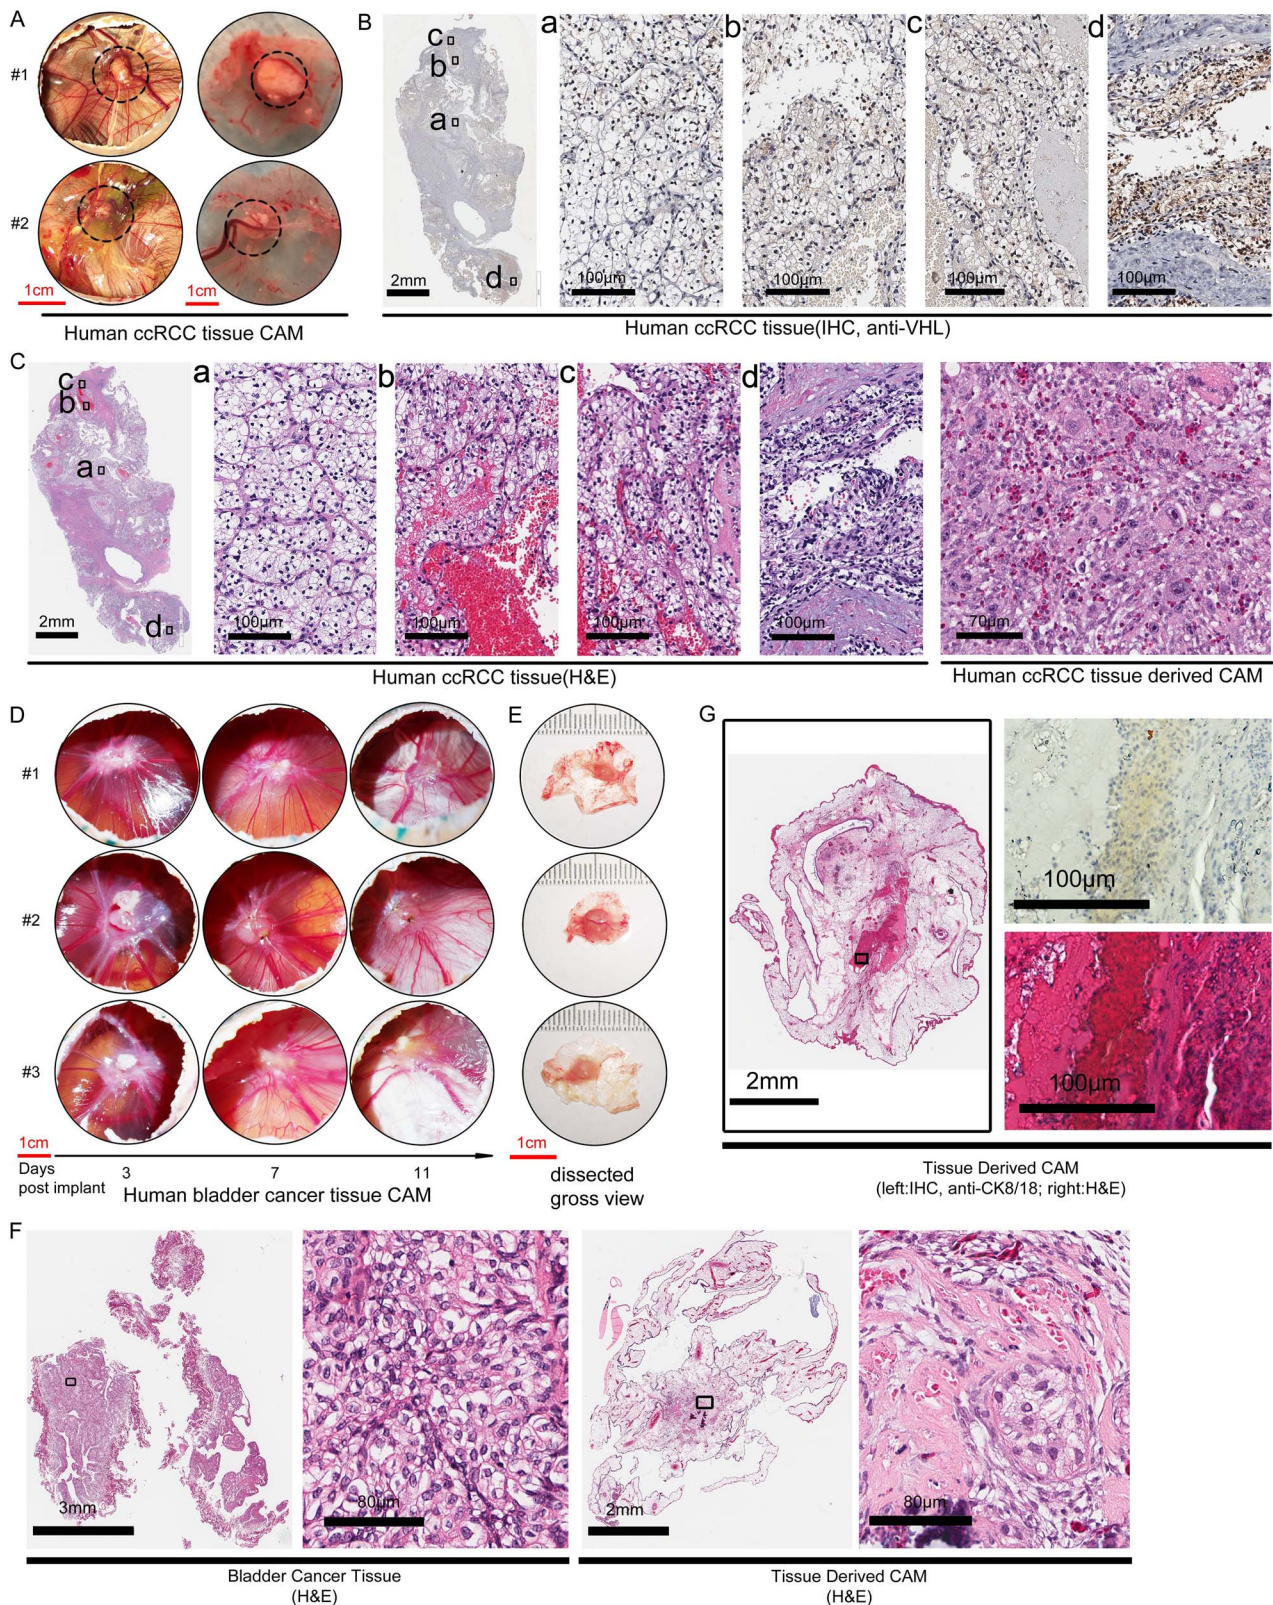 A
#1
#2
1cm
1cm
Human ccRCC tissue CAM
B
c
b
a
d
2mm
a
100μm
b
100μm
c
100μm
d
100μm
Human ccRCC tissue(IHC, anti-VHL)
C
c
b
a
d
2mm
a
100μm
b
100μm
c
100μm
d
100μm
Human ccRCC tissue(H&E)
70μm
Human ccRCC tissue derived CAM
D
#1
#2
#3
1cm
Days
post implant
3
7
11
Human bladder cancer tissue CAM
E
1cm
dissected
gross view
G
2mm
100μm
100μm
Tissue Derived CAM
(left:IHC, anti-CK8/18; right:H&E)
F
3mm
80μm
Bladder Cancer Tissue
(H&E)
2mm
80μm
Tissue Derived CAM
(H&E)